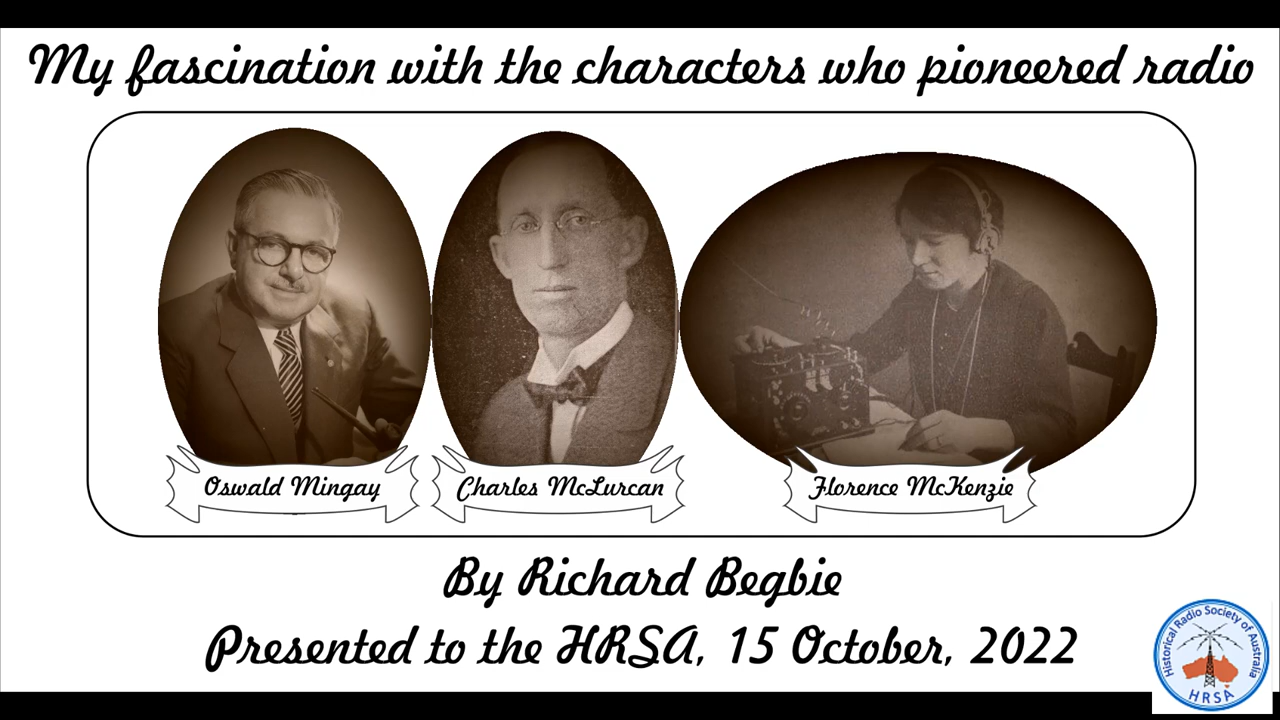 My fascination with the characters who pioneered radio
Oswald Mingay
Charles McLurcan
Florence McKenzie
By Richard Begbie
Presented to the HRSA, 15 October, 2022
Historical Radio Society of Australia
HRSA